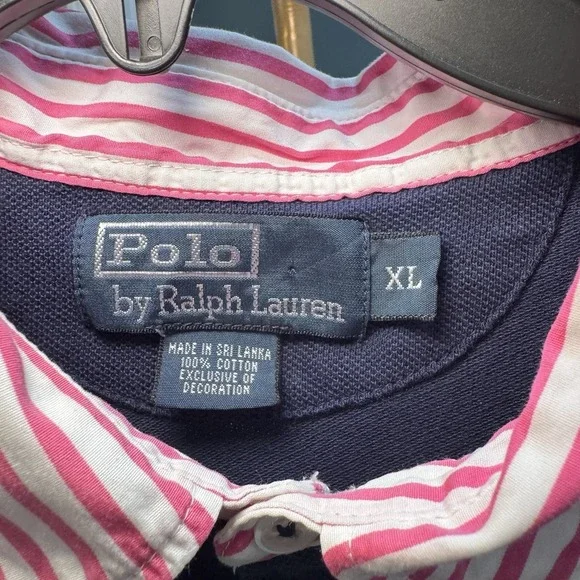 Polo
by Ralph Lauren
XL
MADE IN SRI LANKA
100% COTTON
EXCLUSIVE OF
DECORATION